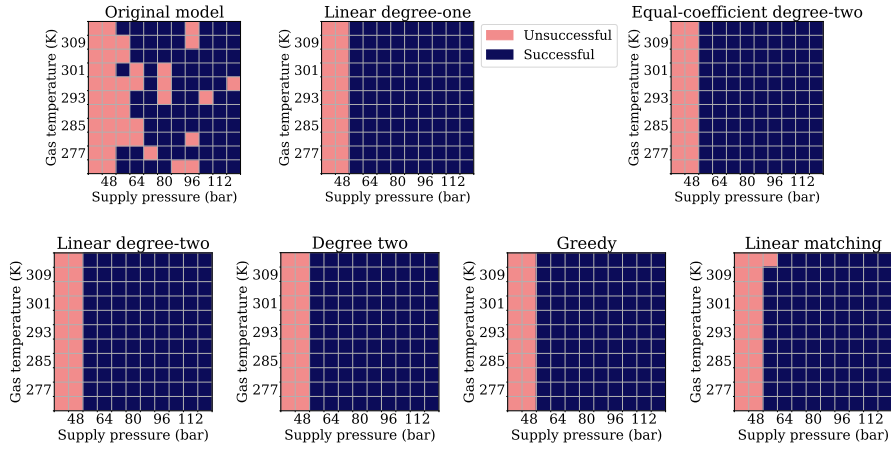 Original model
Linear degree-one
Equal-coefficient degree-two
Unsuccessful
Successful
Gas temperature (K)
309
301
293
285
277
48 64 80 96 112
Supply pressure (bar)
Gas temperature (K)
309
301
293
285
277
48 64 80 96 112
Supply pressure (bar)
Gas temperature (K)
309
301
293
285
277
48 64 80 96 112
Supply pressure (bar)
Linear degree-two
Degree two
Greedy
Linear matching
Gas temperature (K)
309
301
293
285
277
48 64 80 96 112
Supply pressure (bar)
Gas temperature (K)
309
301
293
285
277
48 64 80 96 112
Supply pressure (bar)
Gas temperature (K)
309
301
293
285
277
48 64 80 96 112
Supply pressure (bar)
Gas temperature (K)
309
301
293
285
277
48 64 80 96 112
Supply pressure (bar)